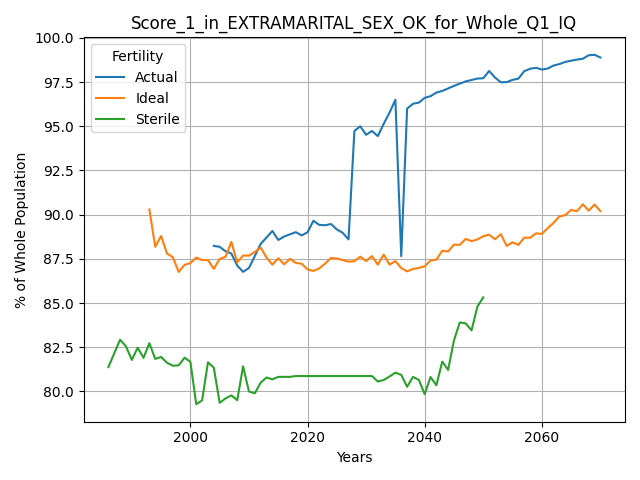 Score_1_in_EXTRAMARITAL_SEX_OK_for_Whole_Q1_IQ
Fertility
Actual
Ideal
Sterile
% of Whole Population
100.0
97.5
95.0
92.5
90.0
87.5
85.0
82.5
80.0
2000
2020
2040
2060
Years